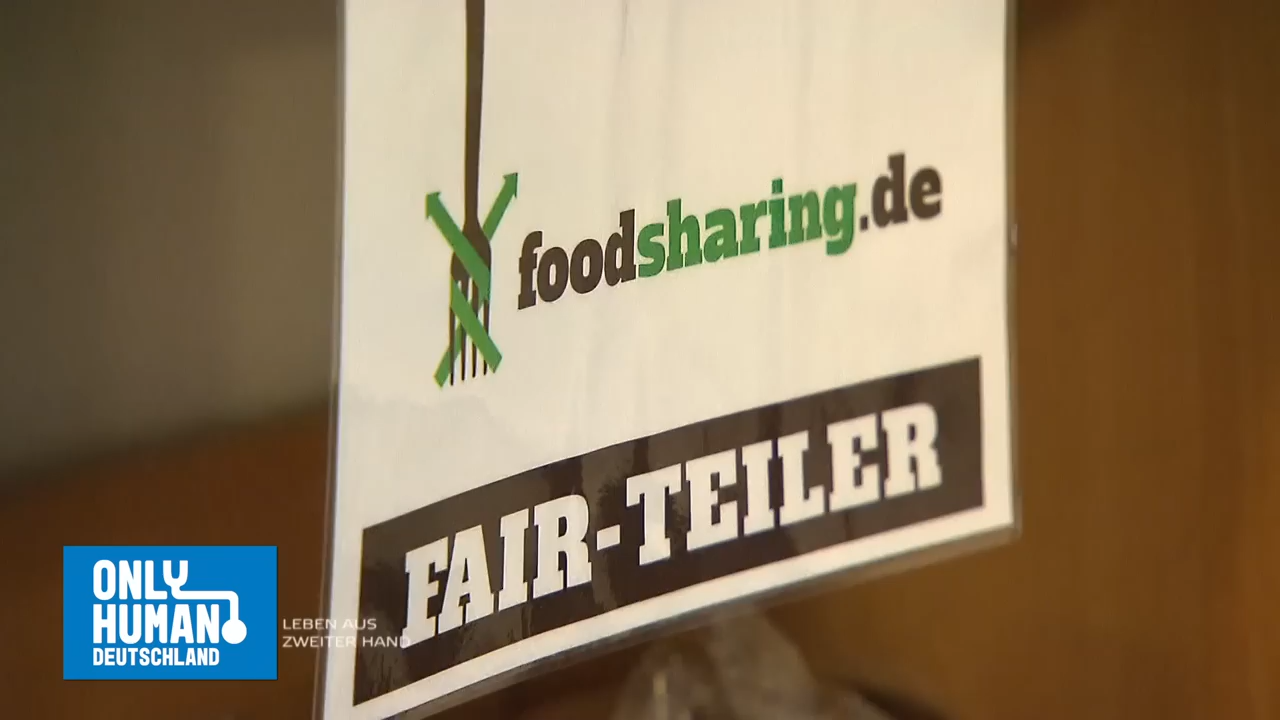 foodsharing.de
FAIR-TEILER
ONLY
HUMAN
DEUTSCHLAND
LEBEN AUS
ZWEITER HAND